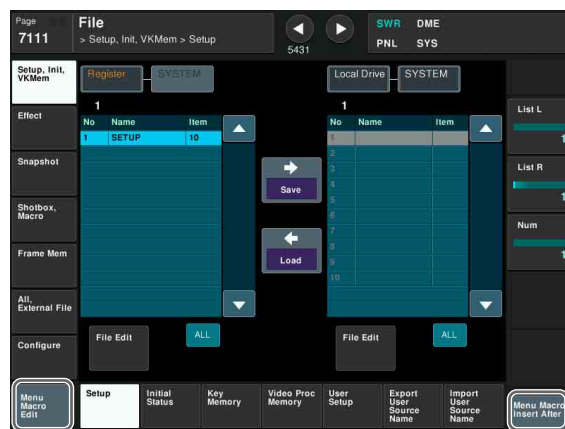 Page
7111
File
> Setup, Init, VKMem > Setup
5431
SWR DME
PNL SYS
Setup, Init,
VKMem
Effect
Snapshot
Shotbox,
Macro
Frame Mem
All,
External File
Configure
Menu
Macro
Edit
Register
SYSTEM
1
No Name Item
1 SETUP 10
File Edit
ALL
Save
Load
Local Drive
SYSTEM
1
No Name Item
1
2
3
4
5
6
7
8
9
10
File Edit
ALL
List L
1
List R
1
Num
1
Setup
Initial
Status
Key
Memory
Video Proc
Memory
User
Setup
Export
User
Source
Name
Import
User
Source
Name
Menu Macro
Insert After